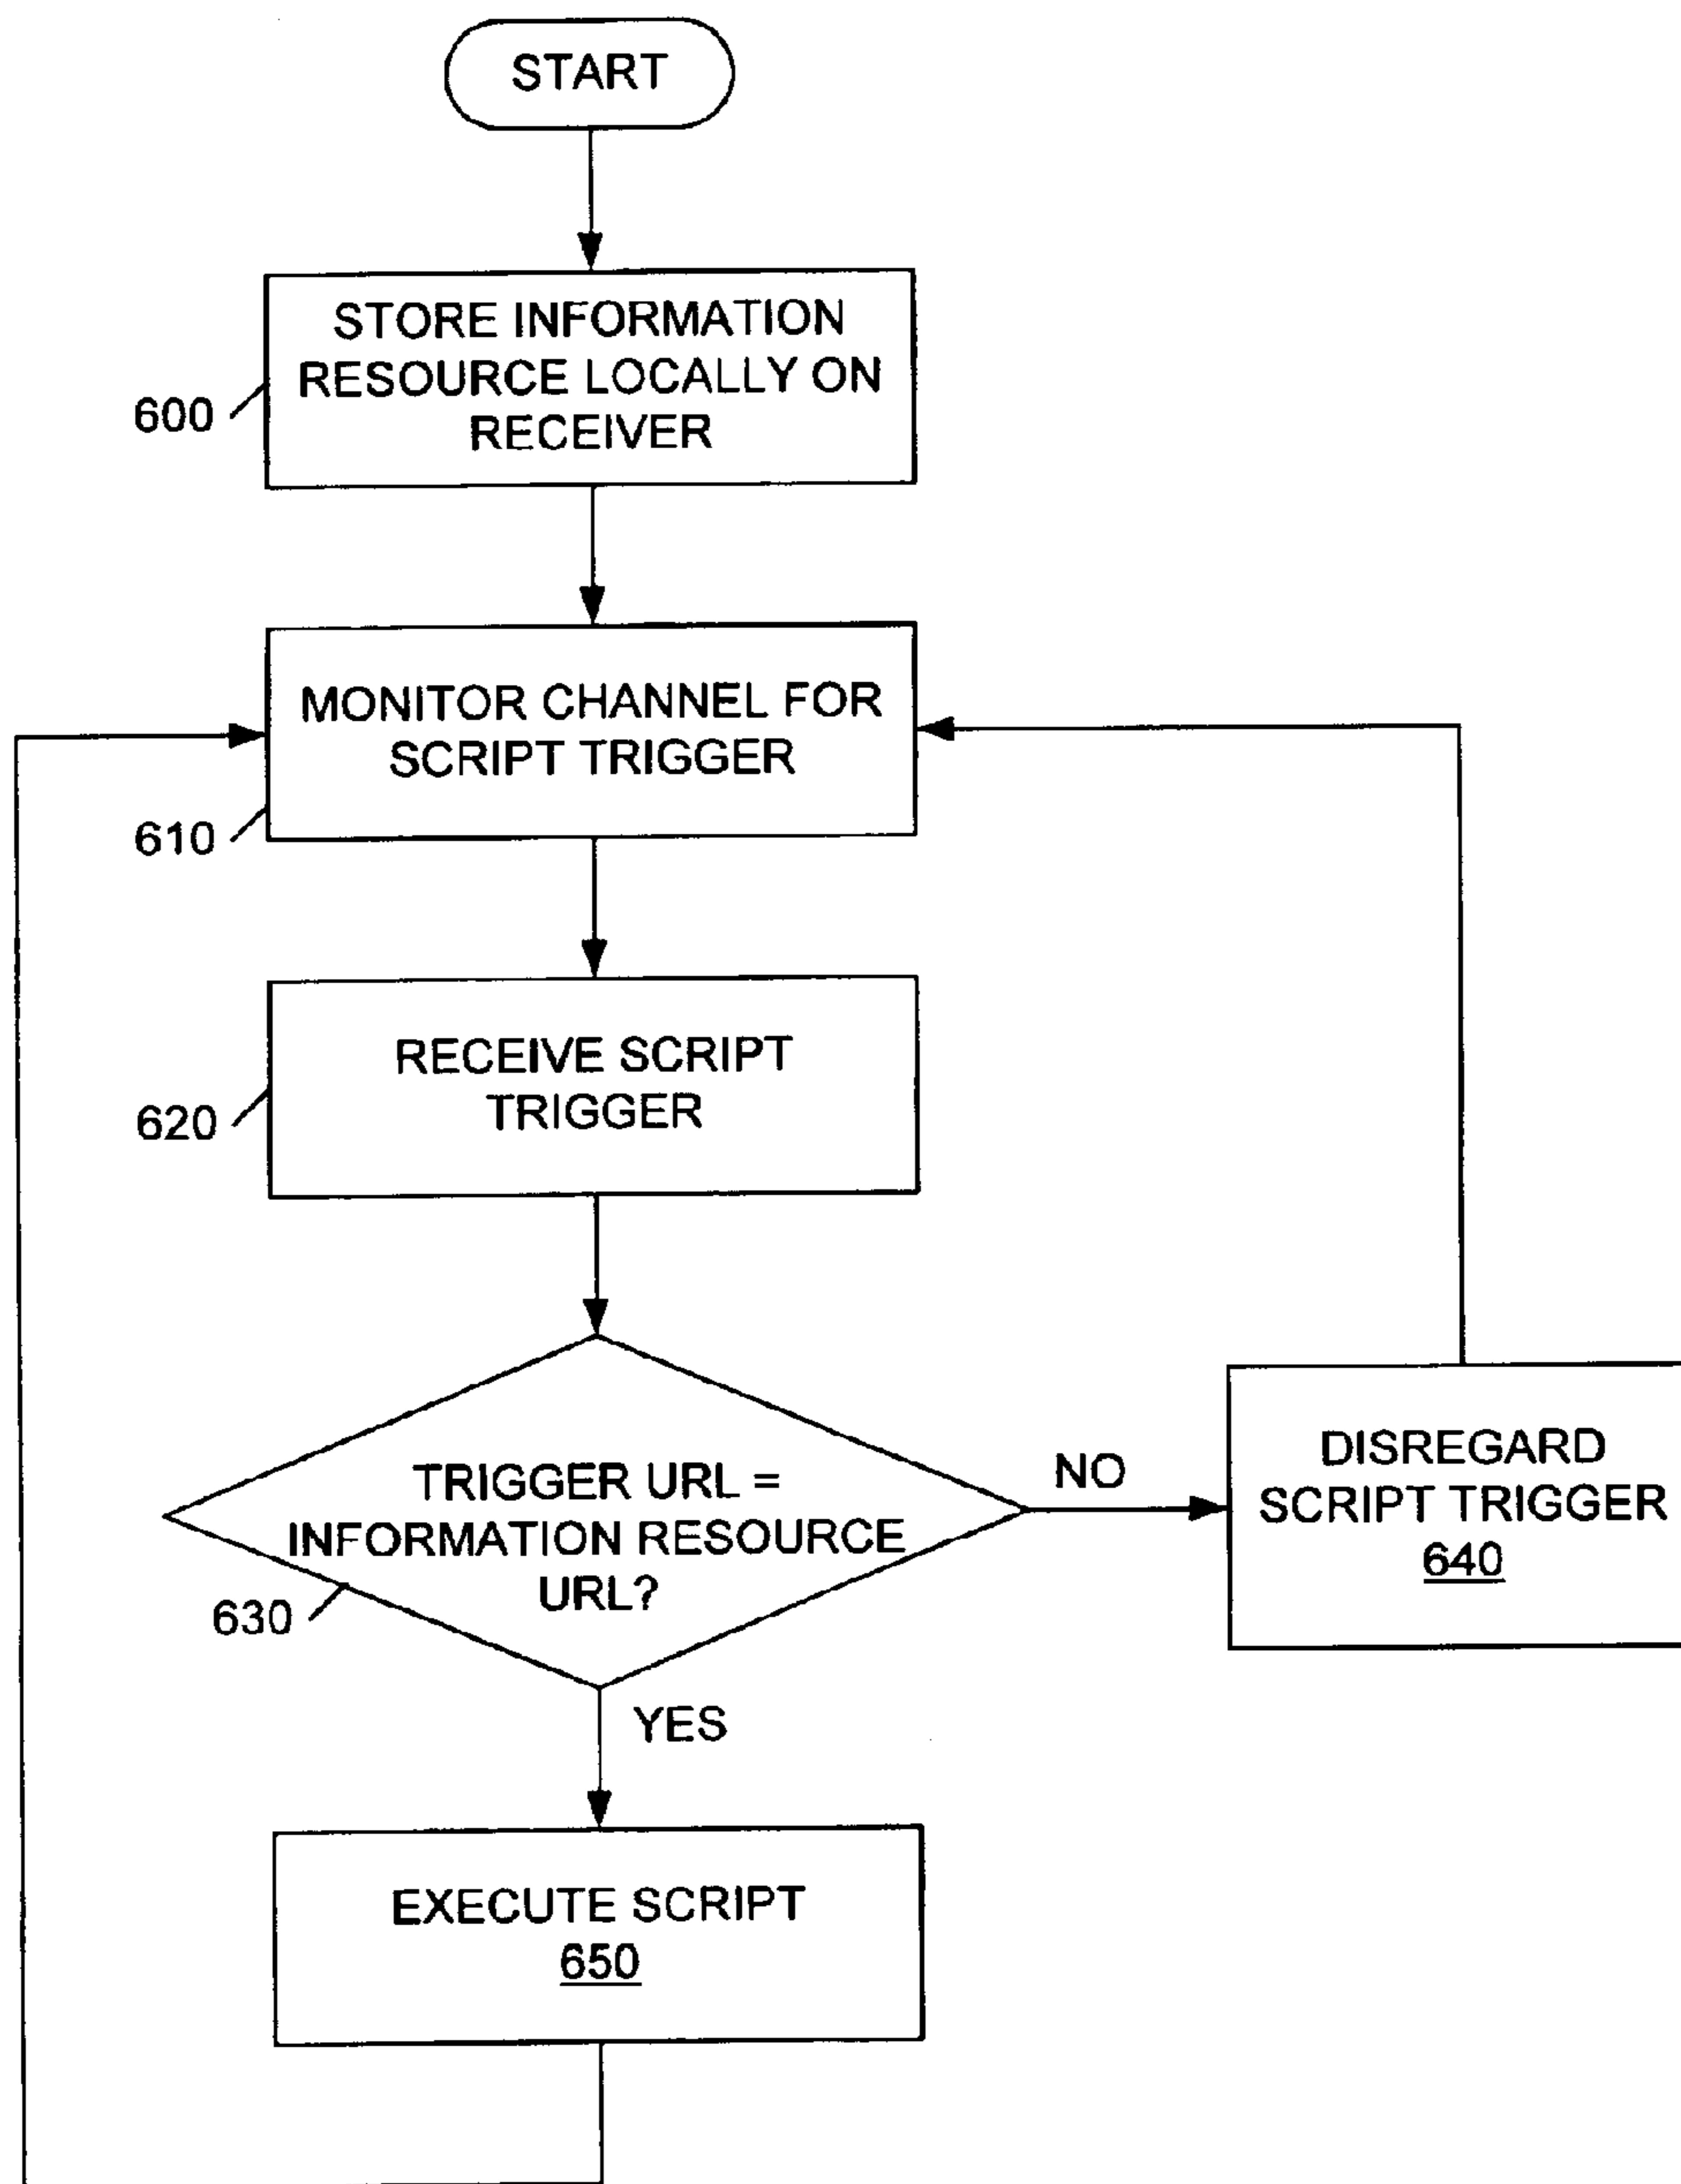 START
STORE INFORMATION
RESOURCE LOCALLY ON
RECEIVER
600
MONITOR CHANNEL FOR
SCRIPT TRIGGER
610
RECEIVE SCRIPT
TRIGGER
620
TRIGGER URL =
INFORMATION RESOURCE
URL?
630
NO
DISREGARD
SCRIPT TRIGGER
640
YES
EXECUTE SCRIPT
650